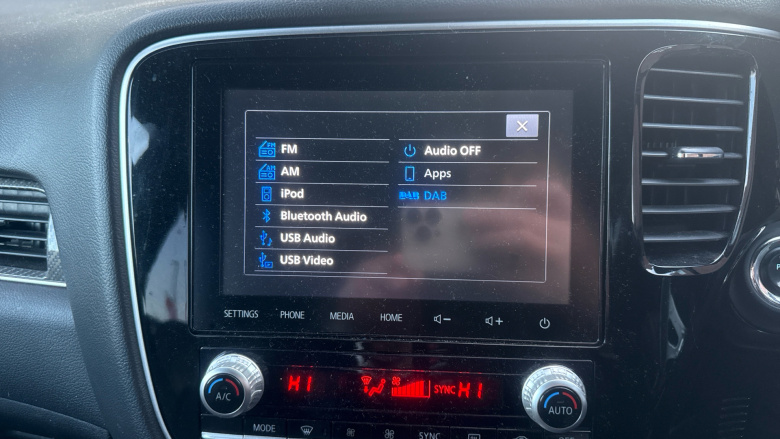 FM
AM
iPod
Bluetooth Audio
USB Audio
USB Video
Audio OFF
Apps
DAB DAB
SETTINGS PHONE MEDIA HOME
HI SYNC HI
A/C
AUTO
MODE
SYNC